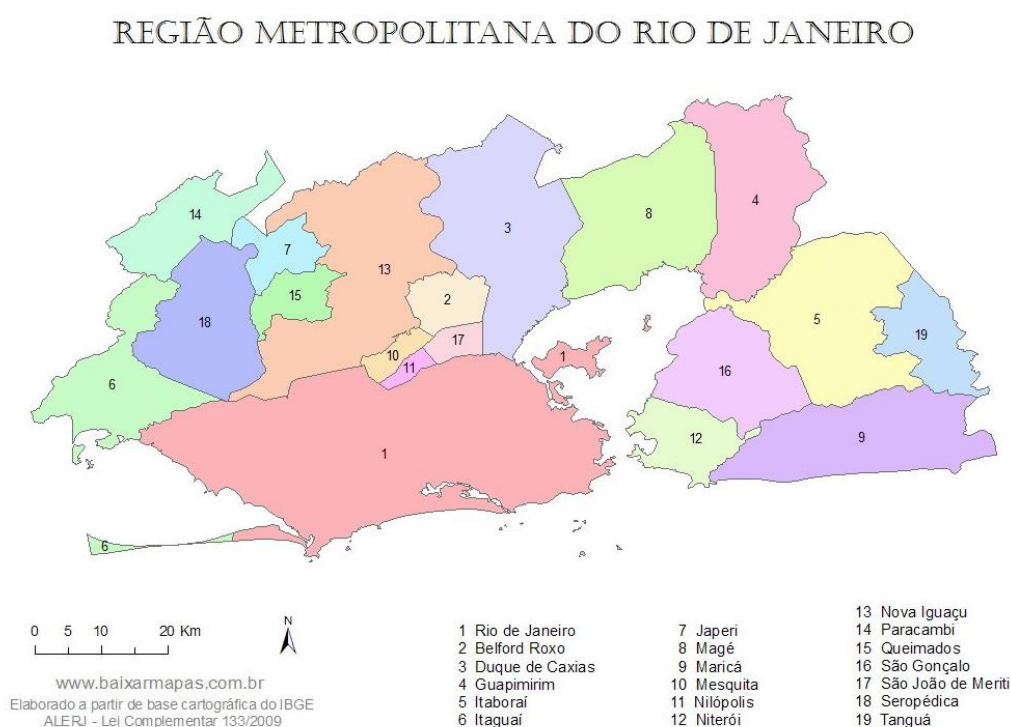 REGIÃO METROPOLITANA DO RIO DE JANEIRO
14
7
13
3
8
4
15
18
2
17
10
11
1
6
5
19
16
12
9
1
6
0 5 10 20 Km
N
www.baixarmapas.com.br
Elaborado a partir de base cartográfica do IBGE
ALERJ - Lei Complementar 133/2009
1 Rio de Janeiro
2 Belford Roxo
3 Duque de Caxias
4 Guapimirim
5 Itaboraí
6 Itaguaí
7 Japeri
8 Magé
9 Maricá
10 Mesquita
11 Nilópolis
12 Niterói
13 Nova Iguaçu
14 Paracambi
15 Queimados
16 São Gonçalo
17 São João de Meriti
18 Seropédica
19 Tanguá